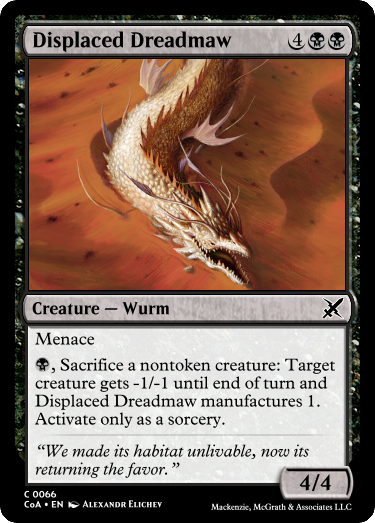 Displaced Dreadmaw 4
Creature — Wurm
Menace
, Sacrifice a nontoken creature: Target
creature gets -1/-1 until end of turn and
Displaced Dreadmaw manufactures 1.
Activate only as a sorcery.
“We made its habitat unlivable, now its
returning the favor.”
4/4
C 0066
CoA • EN Alexandr Elichev
Mackenzie, McGrath & Associates LLC